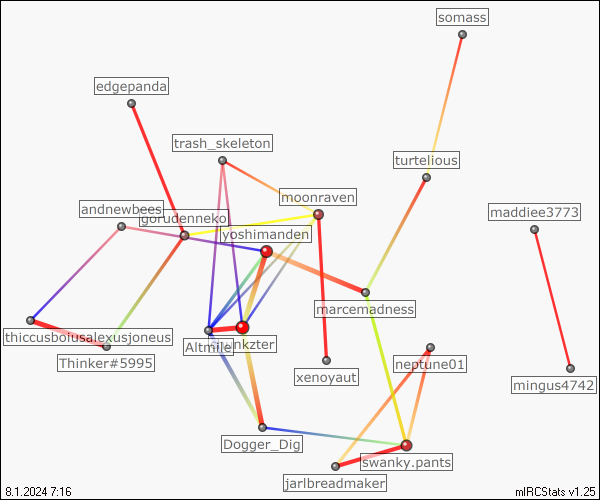 somass
edgepanda
trash_skeleton
turtelious
moonraven
andnewbees
maddiee3773
gorudenneko
yoshimanden
marcemadness
thiccusboiusalexusjoneus
Altmile
Thinker#5995
neptune01
xenoyaut
mingus4742
Dogger_Dig
swanky.pants
jarlbreadmaker
8.1.2024 7:16
mIRCStats v1.25